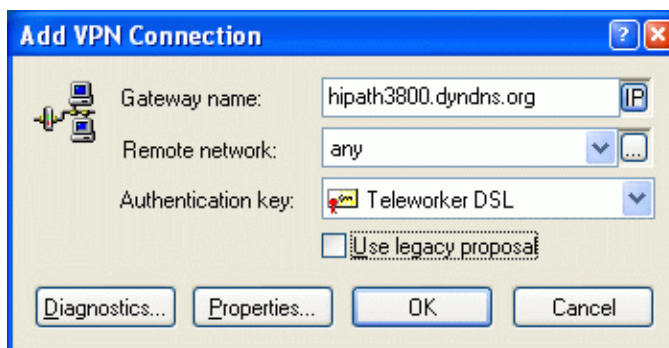 Add VPN Connection
Gateway name: hipath3800.dyndns.org IP
Remote network: any ...
Authentication key: Teleworker DSL
Use legacy proposal
Diagnostics... Properties... OK Cancel